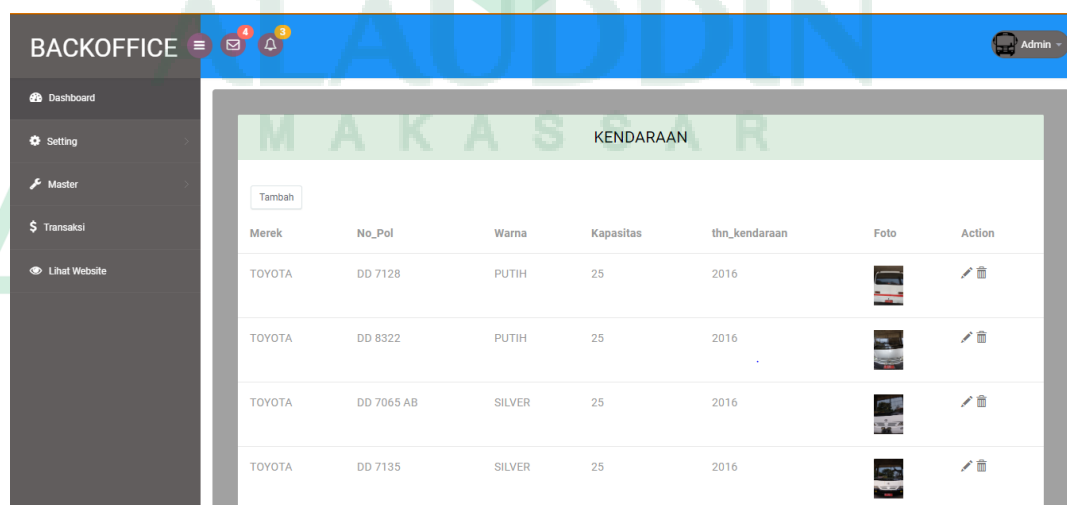 ALAUDDIN
BACKOFFICE 4 3 Admin
Dashboard
MAKASSAR
KENDARAAN
Setting
Master
Tambah
Transaksi
Merek No_Pol Warna Kapasitas thn_kendaraan Foto Action
Lihat Website
TOYOTA DD 7128 PUTIH 25 2016
TOYOTA DD 8322 PUTIH 25 2016
TOYOTA DD 7065 AB SILVER 25 2016
TOYOTA DD 7135 SILVER 25 2016